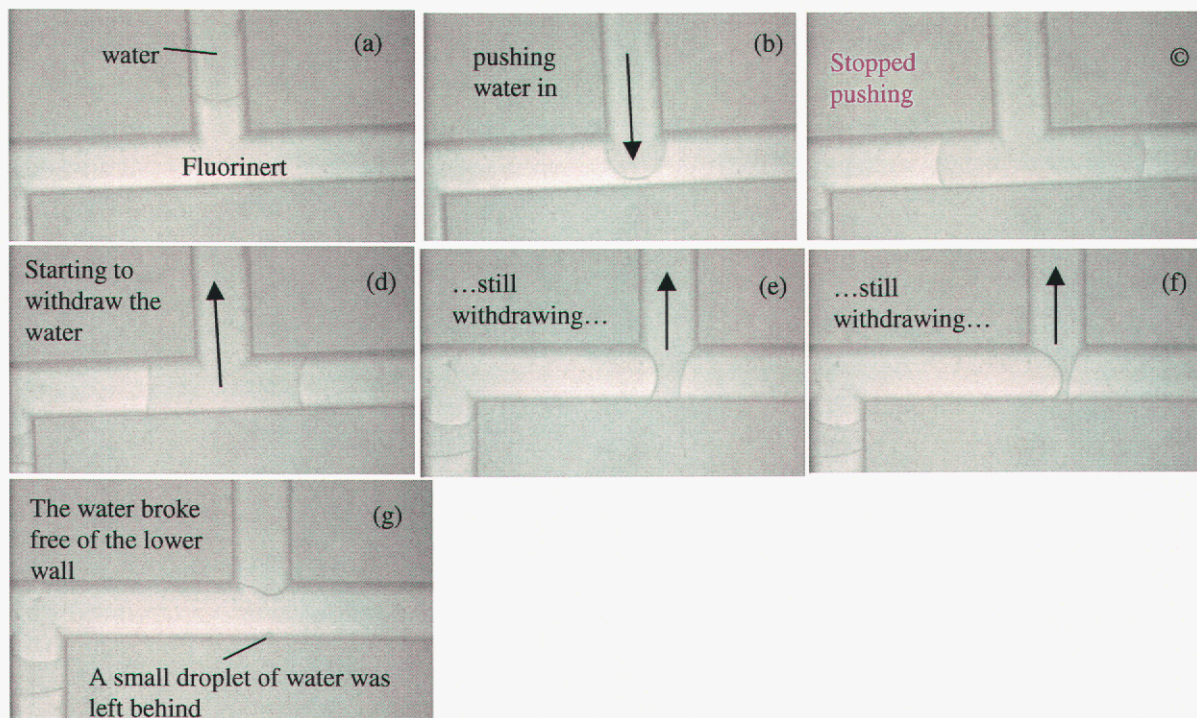 water
(a)
Fluorinert
pushing
water in
(b)
Stopped
pushing
©
Starting to
withdraw the
water
(d)
...still
withdrawing...
(e)
...still
withdrawing...
(f)
The water broke
free of the lower
wall
(g)
A small droplet of water was
left behind